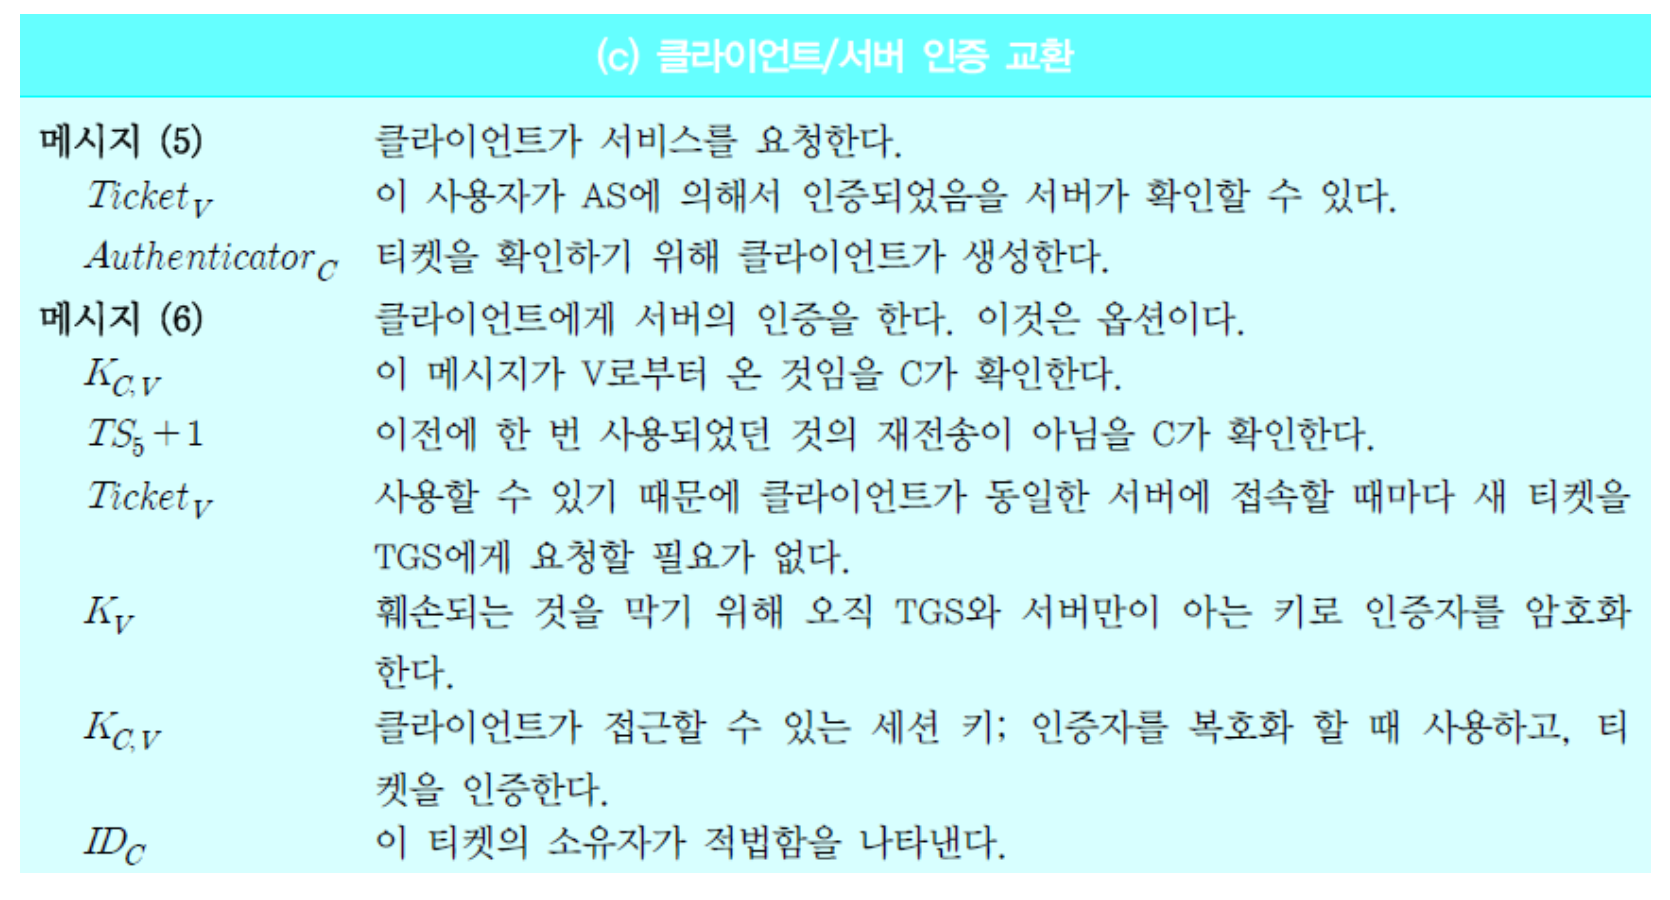 (c) 클라이언트/서버 인증 교환
메시지 (5) 클라이언트가 서비스를 요청한다.
Ticket_V 이 사용자가 AS에 의해서 인증되었음을 서버가 확인할 수 있다.
Authenticator_C 티켓을 확인하기 위해 클라이언트가 생성한다.
메시지 (6) 클라이언트에게 서버의 인증을 한다. 이것은 옵션이다.
K_{C,V} 이 메시지가 V로부터 온 것임을 C가 확인한다.
TS_5+1 이전에 한 번 사용되었던 것의 재전송이 아님을 C가 확인한다.
Ticket_V 사용할 수 있기 때문에 클라이언트가 동일한 서버에 접속할 때마다 새 티켓을
TGS에게 요청할 필요가 없다.
K_V 훼손되는 것을 막기 위해 오직 TGS와 서버만이 아는 키로 인증자를 암호화
한다.
K_{C,V} 클라이언트가 접근할 수 있는 세션 키; 인증자를 복호화 할 때 사용하고, 티
켓을 인증한다.
ID_C 이 티켓의 소유자가 적법함을 나타낸다.